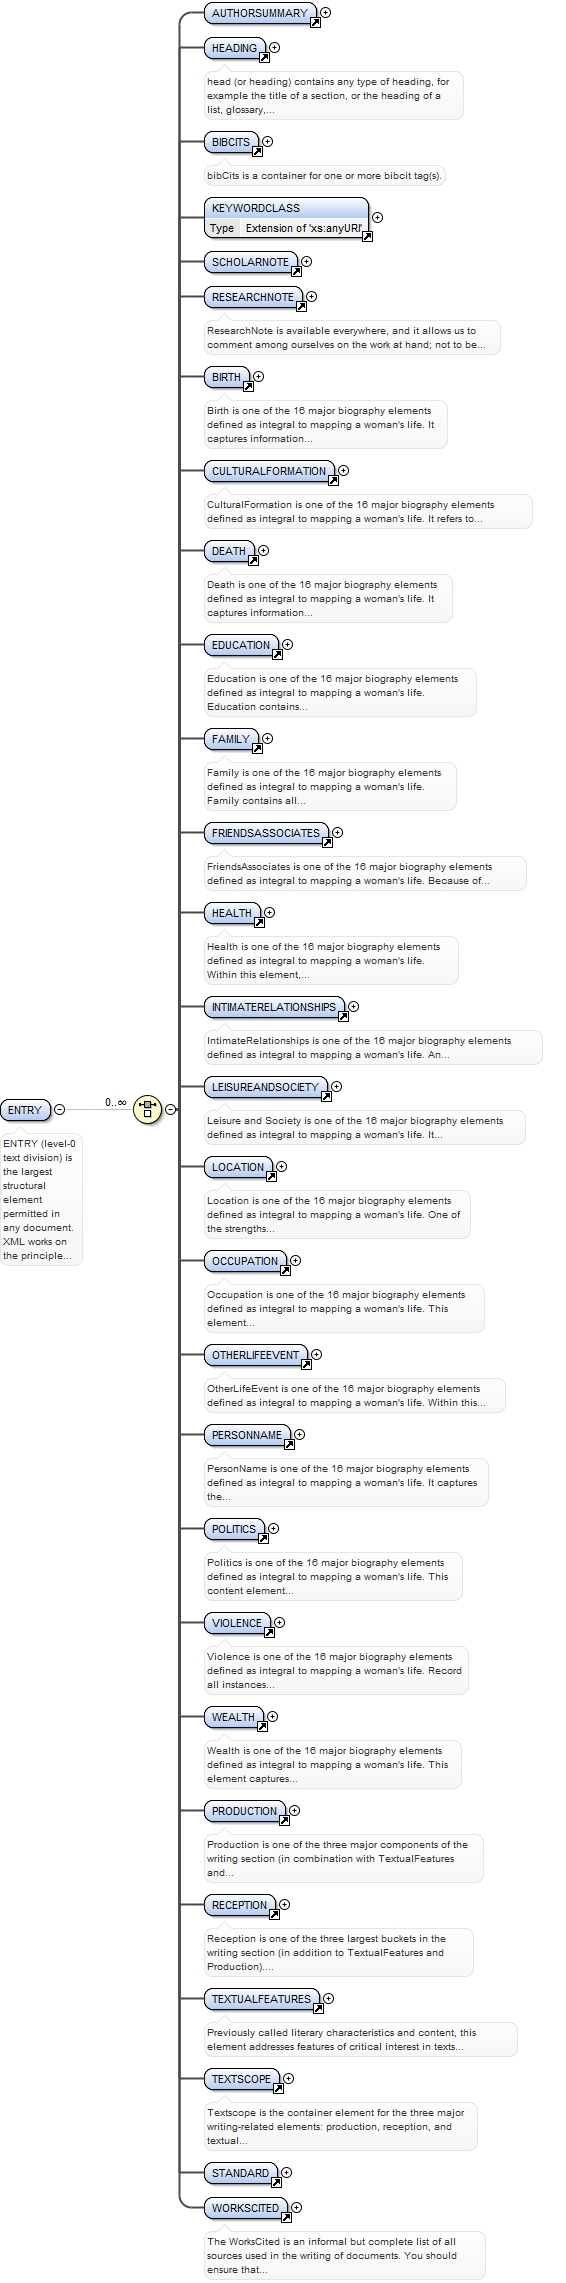 AUTHORSUMMARY
HEADING
head (or heading) contains any type of heading, for
example the title of a section, or the heading of a
list, glossary,...
BIBCITS
bibCits is a container for one or more bibcit tag(s).
KEYWORDCLASS
Type Extension of 'xs:anyURI'
SCHOLARNOTE
RESEARCHNOTE
ResearchNote is available everywhere, and it allows us to
comment among ourselves on the work at hand; not to be...
BIRTH
Birth is one of the 16 major biography elements
defined as integral to mapping a woman's life. It
captures information...
CULTURALFORMATION
CulturalFormation is one of the 16 major biography elements
defined as integral to mapping a woman's life. It refers to...
DEATH
Death is one of the 16 major biography elements
defined as integral to mapping a woman's life. It
captures information...
EDUCATION
Education is one of the 16 major biography elements
defined as integral to mapping a woman's life.
Education contains...
FAMILY
Family is one of the 16 major biography elements
defined as integral to mapping a woman's life.
Family contains all...
FRIENDSASSOCIATES
FriendsAssociates is one of the 16 major biography elements
defined as integral to mapping a woman's life. Because of...
HEALTH
Health is one of the 16 major biography elements
defined as integral to mapping a woman's life.
Within this element,...
INTIMATERELATIONSHIPS
IntimateRelationships is one of the 16 major biography elements
defined as integral to mapping a woman's life. An...
LEISUREANDSOCIETY
Leisure and Society is one of the 16 major biography elements
defined as integral to mapping a woman's life. It...
ENTRY
0..∞
ENTRY (level-0
text division) is
the largest
structural
element
permitted in
any document.
XML works on
the principle...
LOCATION
Location is one of the 16 major biography elements
defined as integral to mapping a woman's life. One of
the strengths...
OCCUPATION
Occupation is one of the 16 major biography elements
defined as integral to mapping a woman's life. This
element...
OTHERLIFEEVENT
OtherLifeEvent is one of the 16 major biography elements
defined as integral to mapping a woman's life. Within this...
PERSONNAME
PersonName is one of the 16 major biography elements
defined as integral to mapping a woman's life. It captures
the...
POLITICS
Politics is one of the 16 major biography elements
defined as integral to mapping a woman's life. This
content element...
VIOLENCE
Violence is one of the 16 major biography elements
defined as integral to mapping a woman's life. Record
all instances...
WEALTH
Wealth is one of the 16 major biography elements
defined as integral to mapping a woman's life. This
element captures...
PRODUCTION
Production is one of the three major components of the
writing section (in combination with TextualFeatures
and...
RECEPTION
Reception is one of the three largest buckets in the
writing section (in addition to TextualFeatures and
Production)....
TEXTUALFEATURES
Previously called literary characteristics and content, this
element addresses features of critical interest in texts...
TEXTSCOPE
Textscope is the container element for the three major
writing-related elements: production, reception, and
textual...
STANDARD
WORKSCITED
The WorksCited is an informal but complete list of all
sources used in the writing of documents. You should
ensure that...